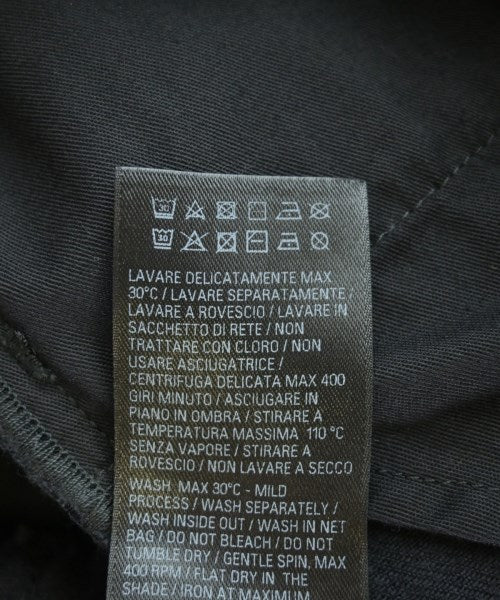 30
30
LAVARE DELICATAMENTE MAX
30°C / LAVARE SEPARATAMENTE /
LAVARE A ROVESCIO / LAVARE IN
SACCHETTO DI RETE / NON
TRATTARE CON CLORO / NON
USARE ASCIUGATRICE /
CENTRIFUGA DELICATA MAX 400
GIRI MINUTO / ASCIUGARE IN
PIANO IN OMBRA / STIRARE A
TEMPERATURA MASSIMA 110 °C
SENZA VAPORE / STIRARE A
ROVESCIO / NON LAVARE A SECCO
WASH MAX 30°C - MILD
PROCESS / WASH SEPARATELY /
WASH INSIDE OUT / WASH IN NET
BAG / DO NOT BLEACH / DO NOT
TUMBLE DRY / GENTLE SPIN, MAX
400 RPM / FLAT DRY IN THE
SHADE / IRON AT MAXIMUM